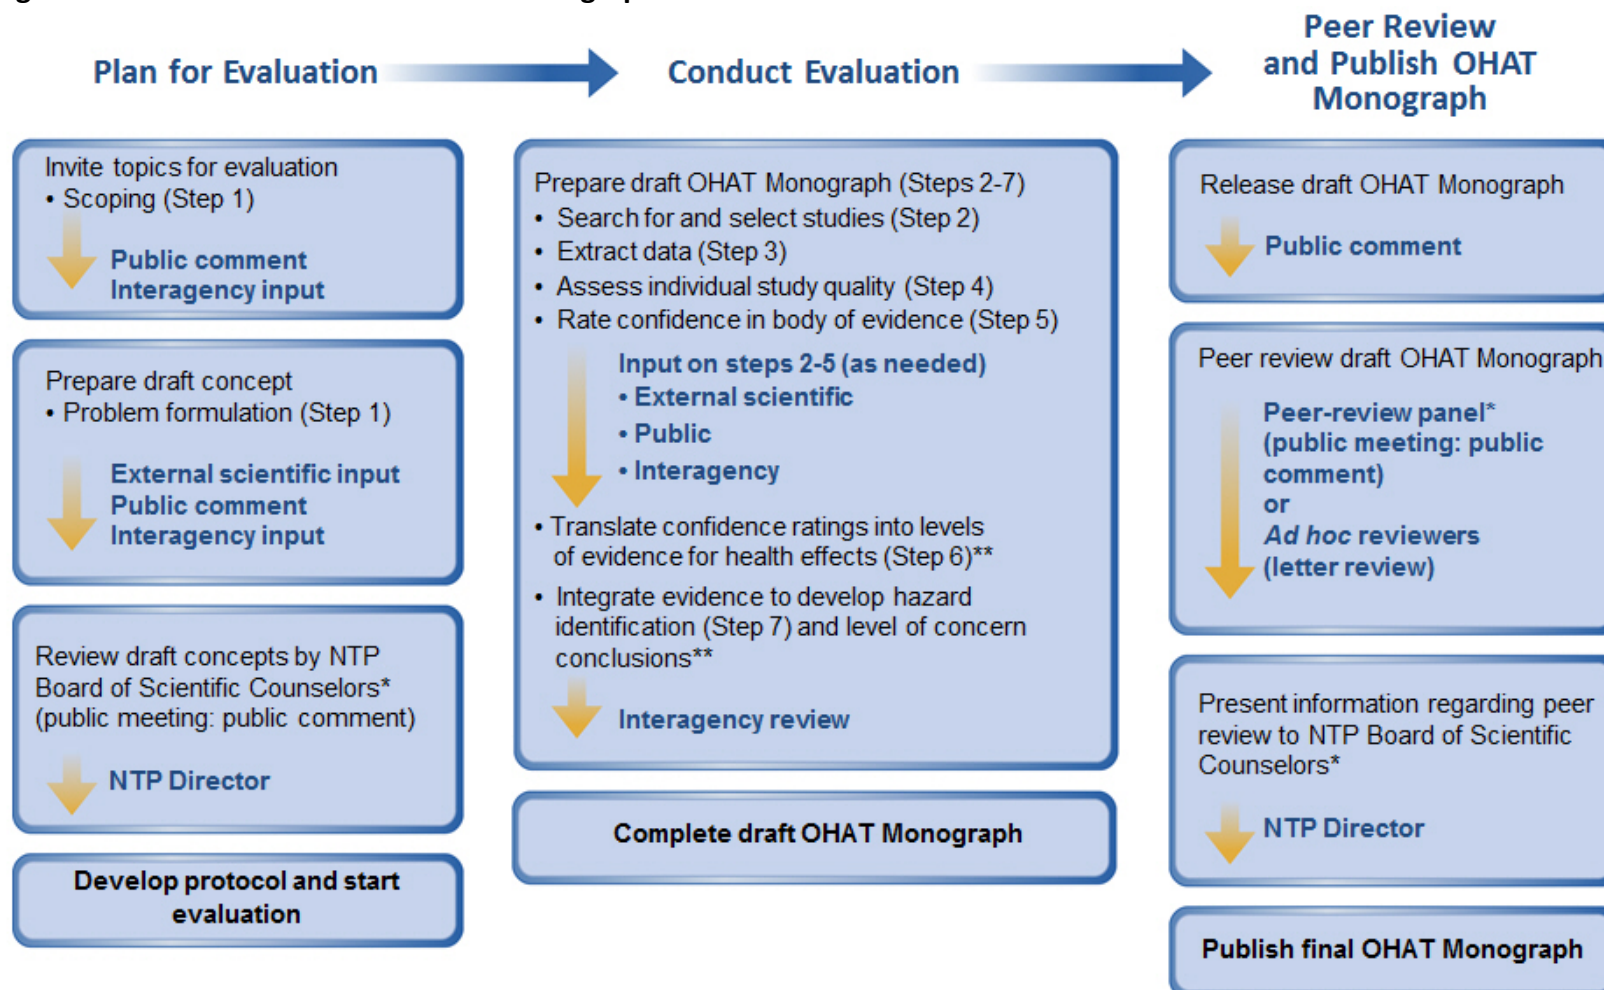 Plan for Evaluation
Invite topics for evaluation
• Scoping (Step 1)
Public comment
Interagency input
Prepare draft concept
• Problem formulation (Step 1)
External scientific input
Public comment
Interagency input
Review draft concepts by NTP
Board of Scientific Counselors*
(public meeting: public comment)
NTP Director
Develop protocol and start
evaluation
Conduct Evaluation
Prepare draft OHAT Monograph (Steps 2-7)
• Search for and select studies (Step 2)
• Extract data (Step 3)
• Assess individual study quality (Step 4)
• Rate confidence in body of evidence (Step 5)
Input on steps 2-5 (as needed)
• External scientific
• Public
• Interagency
• Translate confidence ratings into levels
of evidence for health effects (Step 6)**
• Integrate evidence to develop hazard
identification (Step 7) and level of concern
conclusions**
Interagency review
Complete draft OHAT Monograph
Peer Review
and Publish OHAT
Monograph
Release draft OHAT Monograph
Public comment
Peer review draft OHAT Monograph
Peer-review panel*
(public meeting: public
comment)
or
Ad hoc reviewers
(letter review)
Present information regarding peer
review to NTP Board of Scientific
Counselors*
NTP Director
Publish final OHAT Monograph